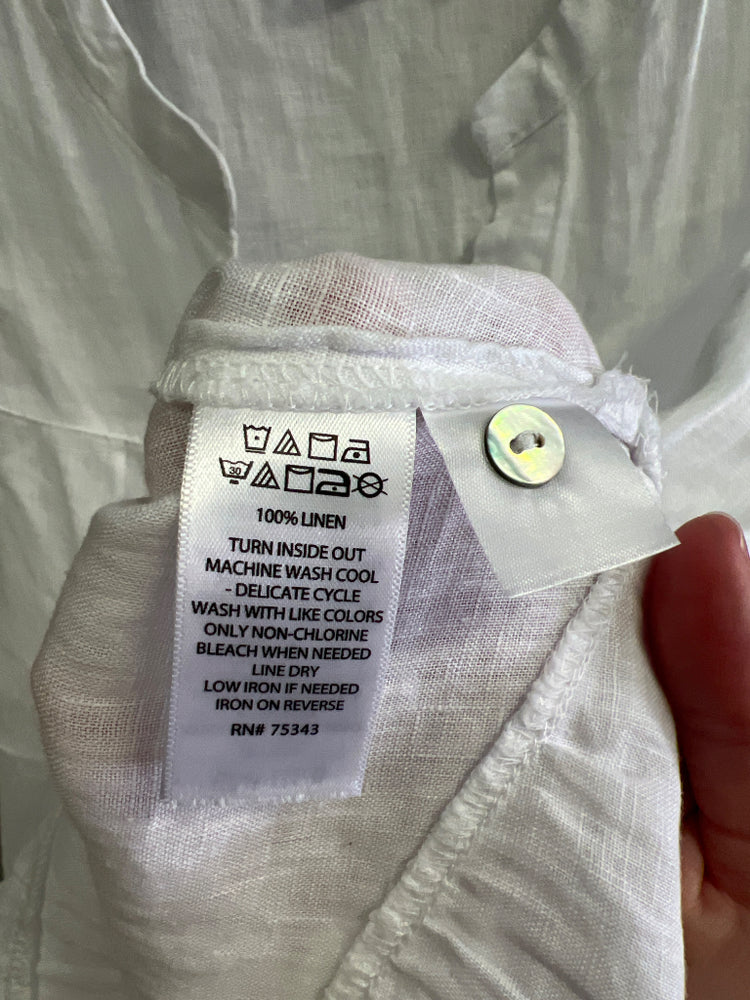 30
100% LINEN
TURN INSIDE OUT
MACHINE WASH COOL
- DELICATE CYCLE
WASH WITH LIKE COLORS
ONLY NON-CHLORINE
BLEACH WHEN NEEDED
LINE DRY
LOW IRON IF NEEDED
IRON ON REVERSE
RN# 75343